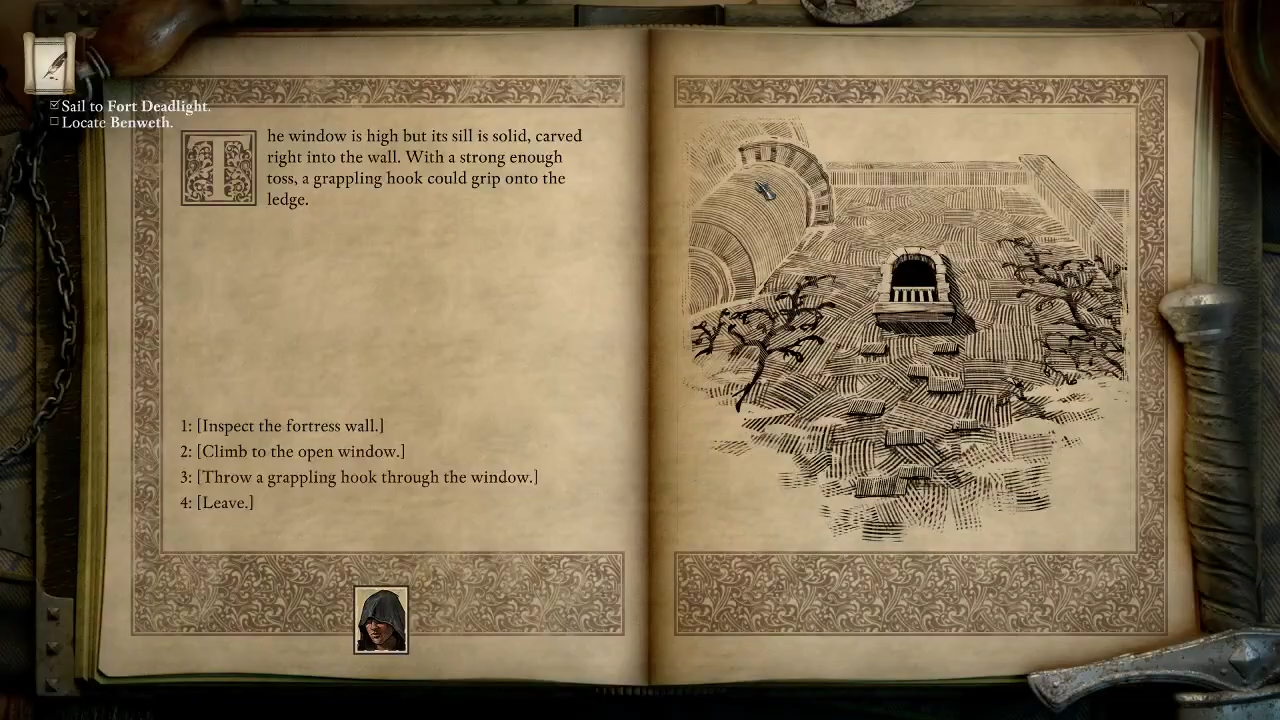 Sail to Fort Deadlight.
Locate Benweth.
The window is high but its sill is solid, carved
right into the wall. With a strong enough
toss, a grappling hook could grip onto the
ledge.
1: [Inspect the fortress wall.]
2: [Climb to the open window.]
3: [Throw a grappling hook through the window.]
4: [Leave.]